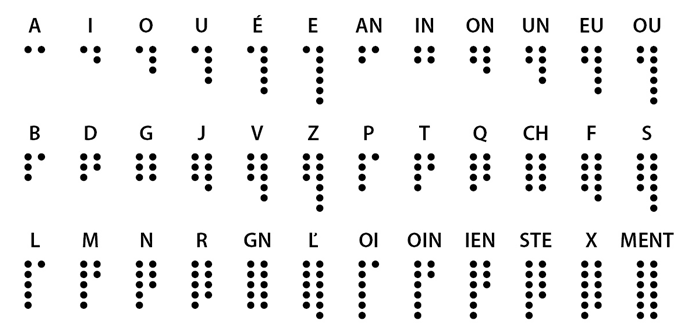 A I O U É E AN IN ON UN EU OU
B D G J V Z P T Q CH F S
L M N R GN Ľ OI OIN IEN STE X MENT